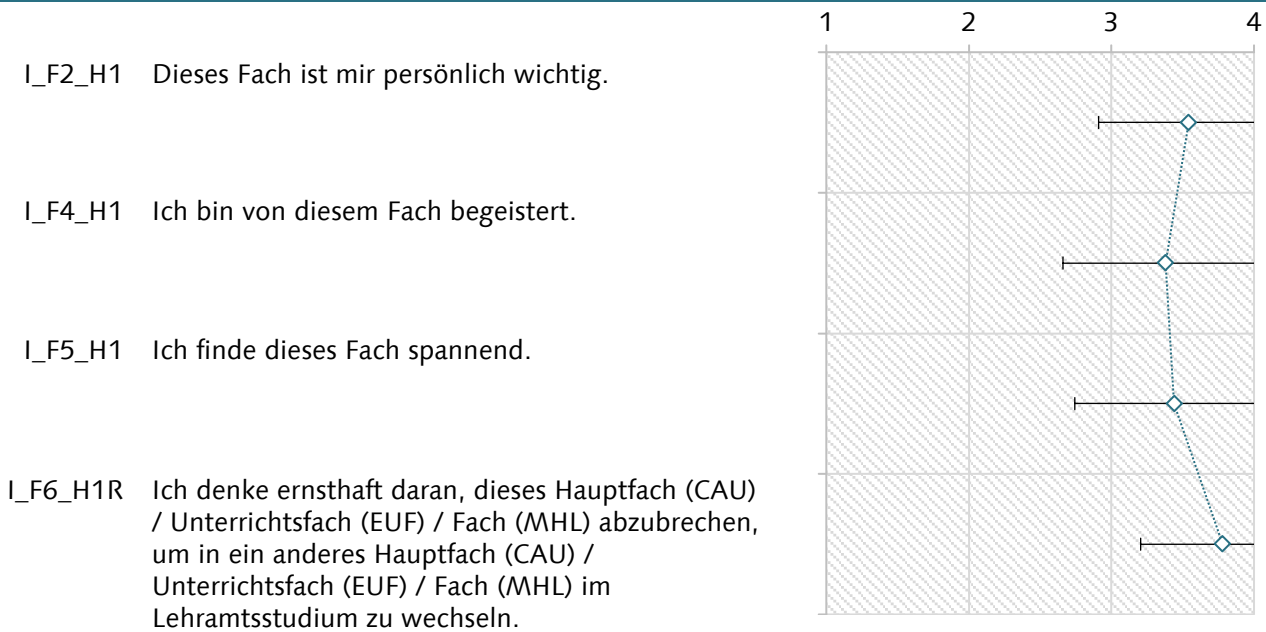 1 2 3 4
I_F2_H1 Dieses Fach ist mir persönlich wichtig.
I_F4_H1 Ich bin von diesem Fach begeistert.
I_F5_H1 Ich finde dieses Fach spannend.
I_F6_H1R Ich denke ernsthaft daran, dieses Hauptfach (CAU)
/ Unterrichtsfach (EUF) / Fach (MHL) abzubrechen,
um in ein anderes Hauptfach (CAU) /
Unterrichtsfach (EUF) / Fach (MHL) im
Lehramtsstudium zu wechseln.